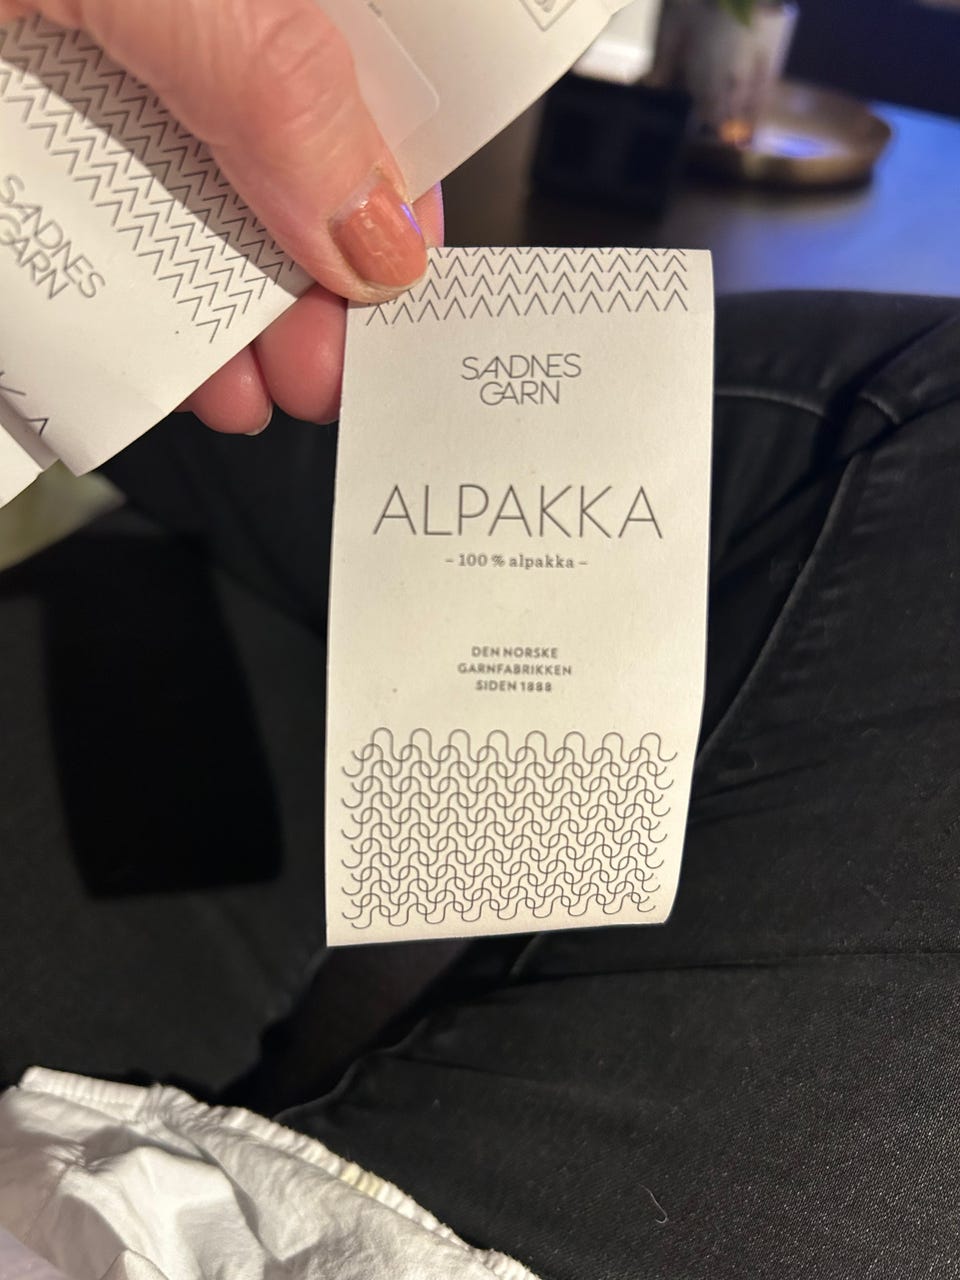 SANDNES
GARN
SANDNES
GARN
ALPAKKA
– 100 % alpakka –
DEN NORSKE
GARNFABRIKKEN
SIDEN 1888